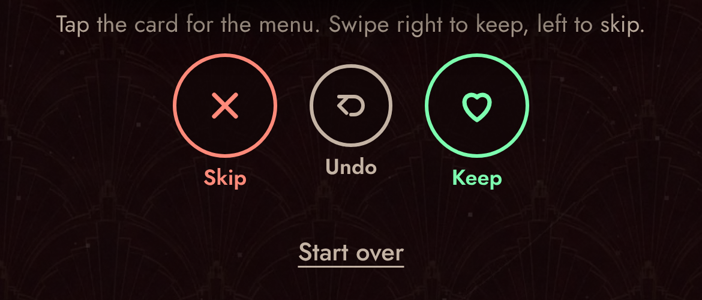 Tap the card for the menu. Swipe right to keep, left to skip.
Skip
Undo
Keep
Start over